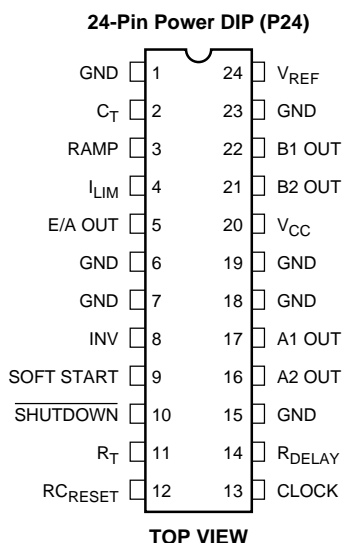 24-Pin Power DIP (P24)
GND 1 24 VREF
CT 2 23 GND
RAMP 3 22 B1 OUT
ILIM 4 21 B2 OUT
E/A OUT 5 20 VCC
GND 6 19 GND
GND 7 18 GND
INV 8 17 A1 OUT
SOFT START 9 16 A2 OUT
SHUTDOWN 10 15 GND
RT 11 14 RDELAY
RCRESET 12 13 CLOCK
TOP VIEW